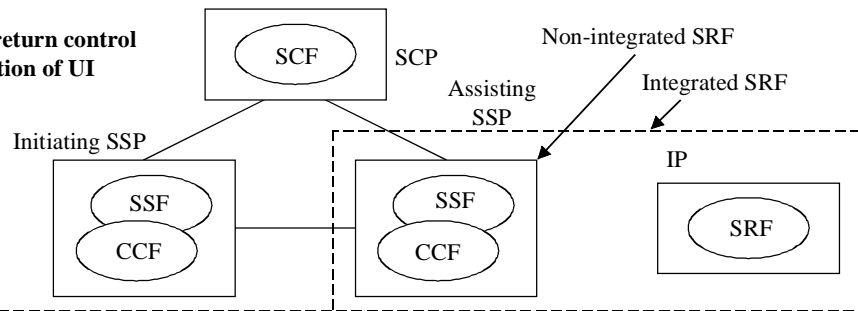 return control
tion of UI
SCF
SCP
Non-integrated SRF
Integrated SRF
Assisting
SSP
Initiating SSP
IP
SSF
CCF
SSF
CCF
SRF